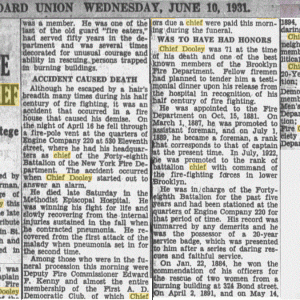 OARD UNION WEDNESDAY, JUNE 10, 1931.
was a member. He was one of the
last of the old guard "fire eaters,"
had served fifty years in the de-
partment and was several times
decorated for unusual courage and
ability in rescuing, persons trapped
in burning buildings.
ACCIDENT CAUSED DEATH
Although he escaped by a hair's
breadth many times during his half
century of fire fighting, it was an
accident that occurred in a fire
house that caused his demise. On
the night of April 16 he fell through
a fire-pole vent at the quarters of
Engine Company 220 at 530 Eleventh
street, where he had his headquar-
ters as chief of the Forty-eighth
Battalion of the New York Fire De-
partment. The accident occurred
when Chief Dooley started out to
answer an alarm.
He died late Saturday in the
Methodist Episcopal Hospital. He
was winning his fight for life and
slowly recovering from the internal
injuries sustained in the fall when
he contracted pneumonia. He re-
covered from the first attack of the
malady when pneumonia set in for
the second time.
Among those who were in the fu-
neral procession this morning were
Deputy Fire Commissioner Edward
V. Kenny and almost the entire
membership of the First A. D.
Democratic Club, of which Chief
ers due a chief were paid this morn-
ing during the funeral.
WAS TO HAVE HAD HONORS
Chief Dooley was 71 at the time
of his death and one of the best
known members of the Brooklyn
Fire Department. Fellow firemen
had planned to tender him a testi-
monial dinner upon his release from
the hospital in recognition of his
half century of fire fighting.
He was appointed to the Fire
Department on Oct. 15, 1881. On
March 1, 1887, he was promoted to
assistant foreman, and on July 1,
1889, he became a foreman, a rank
that corresponds to that of captain
at the present time. In July, 1892,
he was promoted to the rank of
battalion chief with command of
the fire-fighting forces in lower
Brooklyn.
He was in charge of the Forty-
eighth Battalion for the past five
years and had been stationed at the
quarters of Engine Company 220 for
that period of time. His record was
unmarred by any demerits and he
was the possessor of a 20-year
service badge, which was presented
to him after a series of daring res-
cues and faithful service.
On Jan. 22, 1884, he won the
commendation of his officers for
the rescue of two women from a
burning building at 324 Bond street.
On April 2, 1891, and on May 14,
1894,